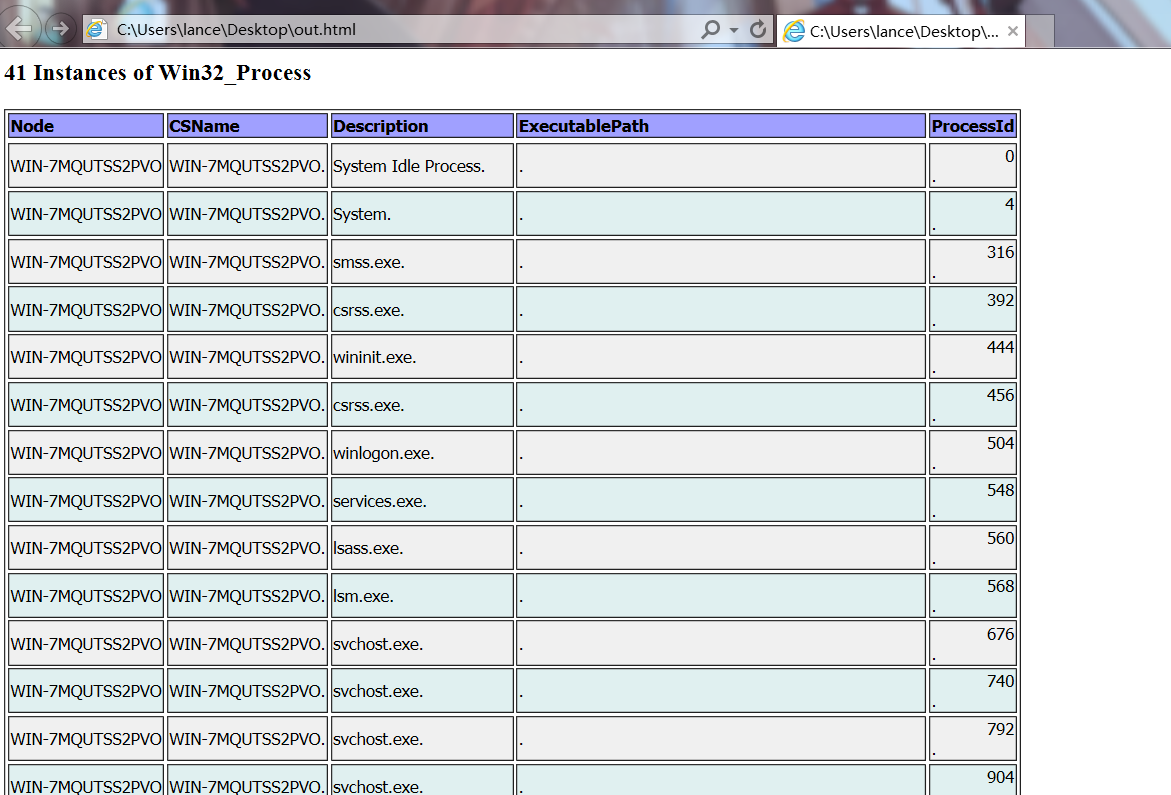 C:\Users\lance\Desktop\out.html
C:\Users\lance\Desktop\...
41 Instances of Win32_Process
Node CSName Description ExecutablePath ProcessId
WIN-7MQUTSS2PVO WIN-7MQUTSS2PVO. System Idle Process. . 0 .
WIN-7MQUTSS2PVO WIN-7MQUTSS2PVO. System. . 4 .
WIN-7MQUTSS2PVO WIN-7MQUTSS2PVO. smss.exe. . 316 .
WIN-7MQUTSS2PVO WIN-7MQUTSS2PVO. csrss.exe. . 392 .
WIN-7MQUTSS2PVO WIN-7MQUTSS2PVO. wininit.exe. . 444 .
WIN-7MQUTSS2PVO WIN-7MQUTSS2PVO. csrss.exe. . 456 .
WIN-7MQUTSS2PVO WIN-7MQUTSS2PVO. winlogon.exe. . 504 .
WIN-7MQUTSS2PVO WIN-7MQUTSS2PVO. services.exe. . 548 .
WIN-7MQUTSS2PVO WIN-7MQUTSS2PVO. lsass.exe. . 560 .
WIN-7MQUTSS2PVO WIN-7MQUTSS2PVO. lsm.exe. . 568 .
WIN-7MQUTSS2PVO WIN-7MQUTSS2PVO. svchost.exe. . 676 .
WIN-7MQUTSS2PVO WIN-7MQUTSS2PVO. svchost.exe. . 740 .
WIN-7MQUTSS2PVO WIN-7MQUTSS2PVO. svchost.exe. . 792 .
WIN-7MQUTSS2PVO WIN-7MQUTSS2PVO. svchost.exe. . 904